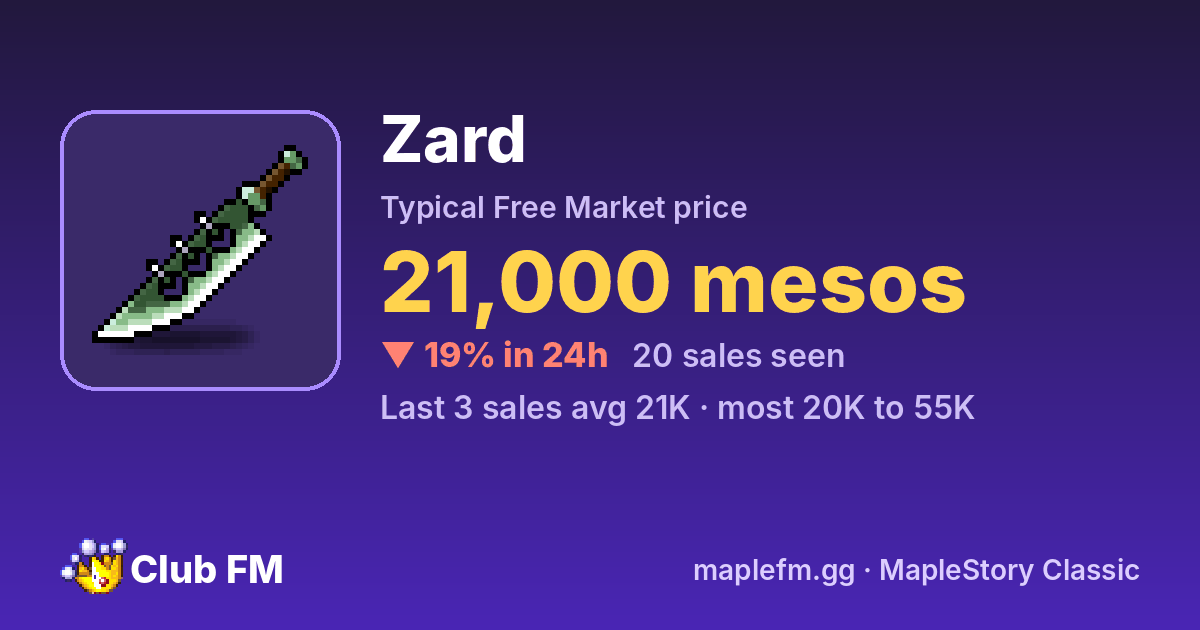 Zard
Typical Free Market price
21,000 mesos
▼ 19% in 24h 20 sales seen
Last 3 sales avg 21K · most 20K to 55K
Club FM
maplefm.gg · MapleStory Classic